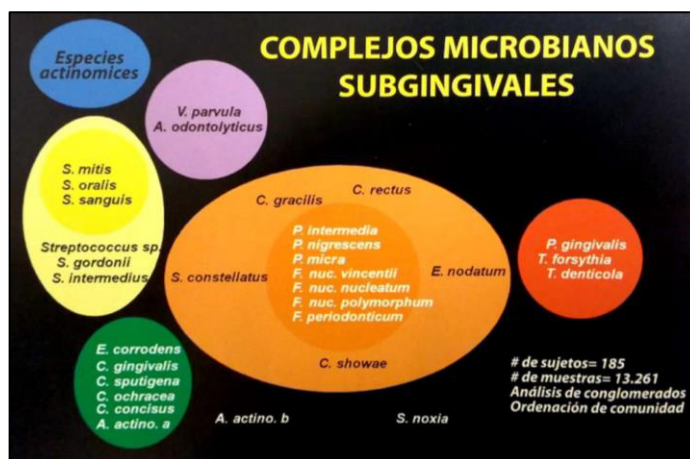 COMPLEJOS MICROBIANOS
SUBGINGIVALES
Especies
actinomices
V. parvula
A. odontolyticus
S. mitis
S. oralis
S. sanguis
Streptococcus sp.
S. gordonii
S. intermedius
C. gracilis
C. rectus
P. intermedia
P. nigrescens
P. micra
F. nuc. vincentii
F. nuc. nucleatum
F. nuc. polymorphum
F. periodonticum
S. constellatus
E. nodatum
C. showae
P. gingivalis
T. forsythia
T. denticola
E. corrodens
C. gingivalis
C. sputigena
C. ochracea
C. concisus
A. actino. a
A. actino. b
S. noxia
# de sujetos= 185
# de muestras= 13.261
Análisis de conglomerados
Ordenación de comunidad